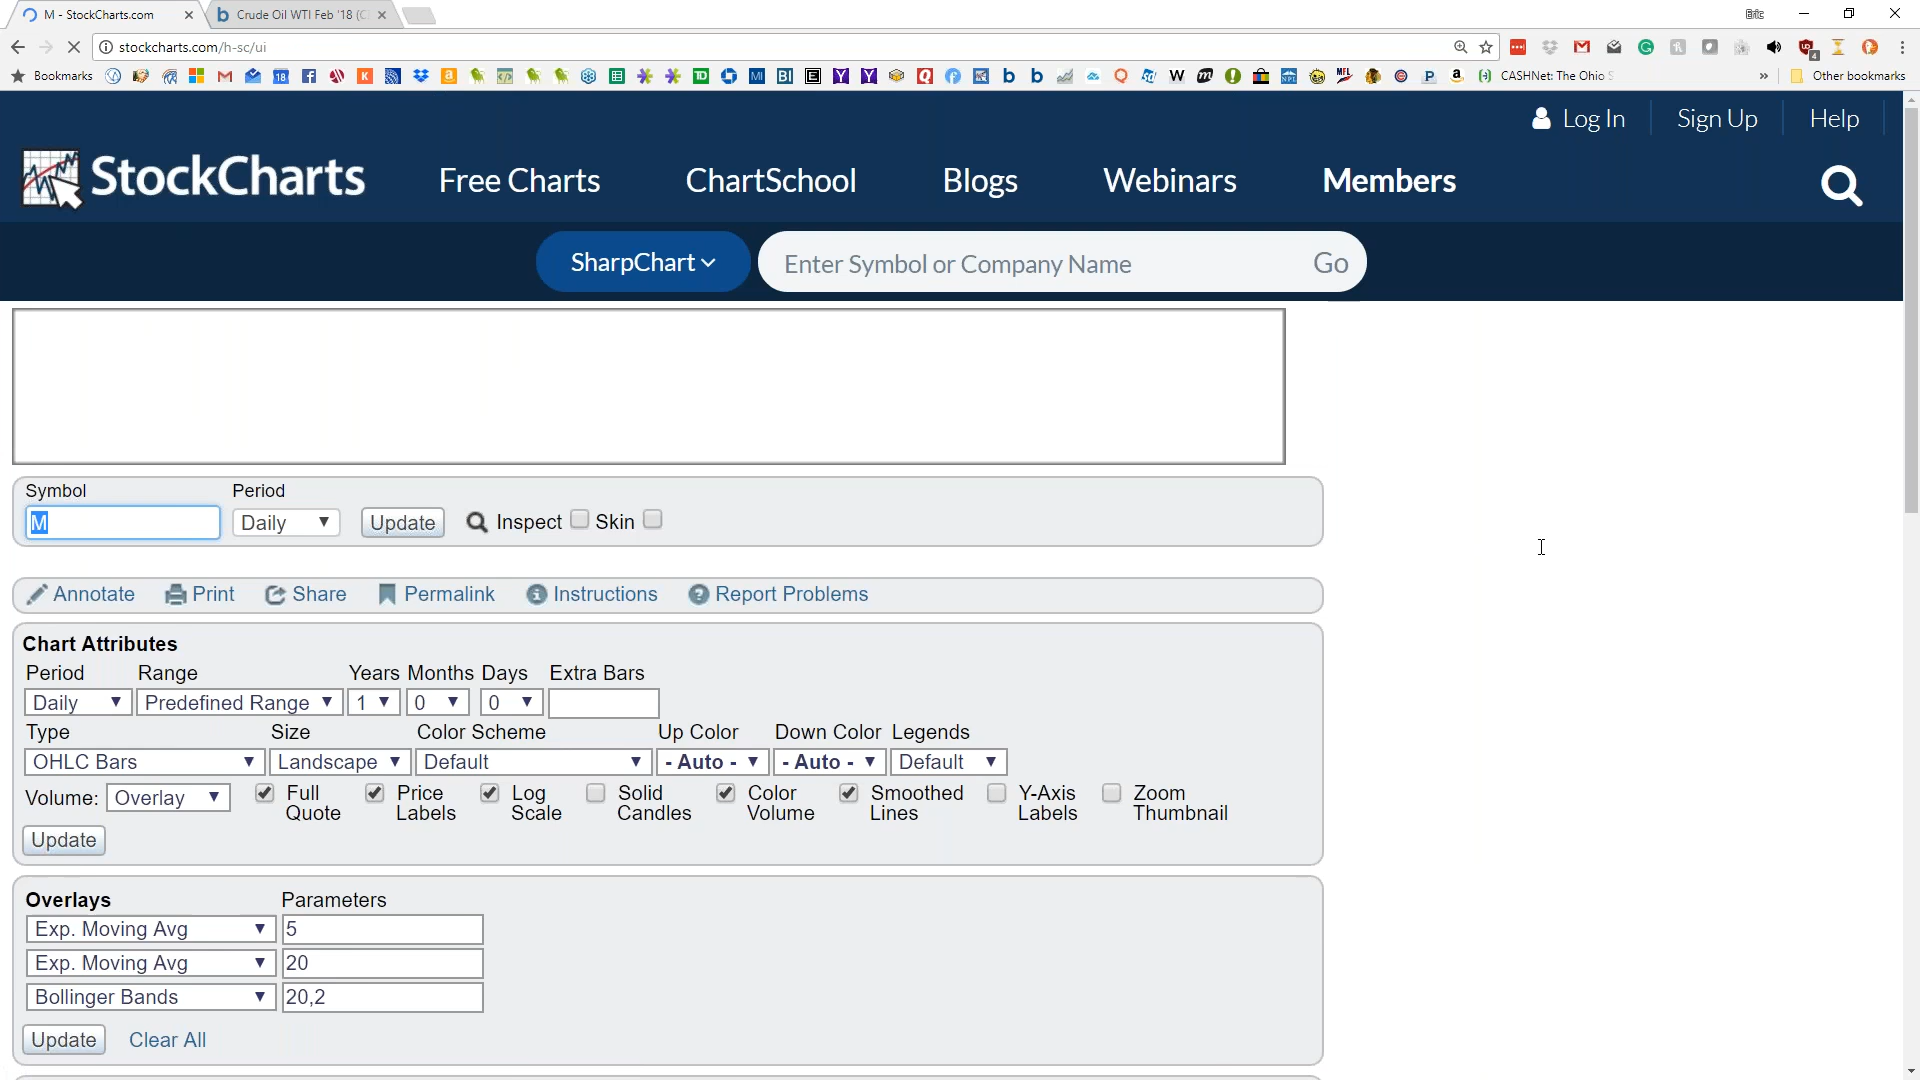 M - StockCharts.com
Crude Oil WTI Feb '18 (C
Eric
stockcharts.com/h-sc/ui
Bookmarks
CASHNet: The Ohio S
»
Other bookmarks
Log In
Sign Up
Help
StockCharts
Free Charts
ChartSchool
Blogs
Webinars
Members
SharpChart
Enter Symbol or Company Name
Go
Symbol
Period
M
Daily
Update
Inspect
Skin
Annotate
Print
Share
Permalink
Instructions
Report Problems
Chart Attributes
Period
Range
Years
Months
Days
Extra Bars
Daily
Predefined Range
1
0
0
Type
Size
Color Scheme
Up Color
Down Color
Legends
OHLC Bars
Landscape
Default
- Auto -
- Auto -
Default
Volume:
Overlay
Full
Quote
Price
Labels
Log
Scale
Solid
Candles
Color
Volume
Smoothed
Lines
Y-Axis
Labels
Zoom
Thumbnail
Update
Overlays
Parameters
Exp. Moving Avg
5
Exp. Moving Avg
20
Bollinger Bands
20,2
Update
Clear All